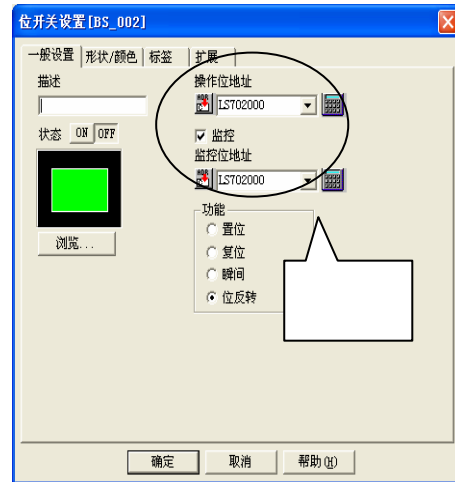 位开关设置[BS_002]
一般设置 形状/颜色 标签 扩展
描述
操作位地址
LS702000
状态 ON OFF
监控
监控位地址
LS702000
浏览...
功能
置位
复位
瞬间
位反转
确定 取消 帮助(H)